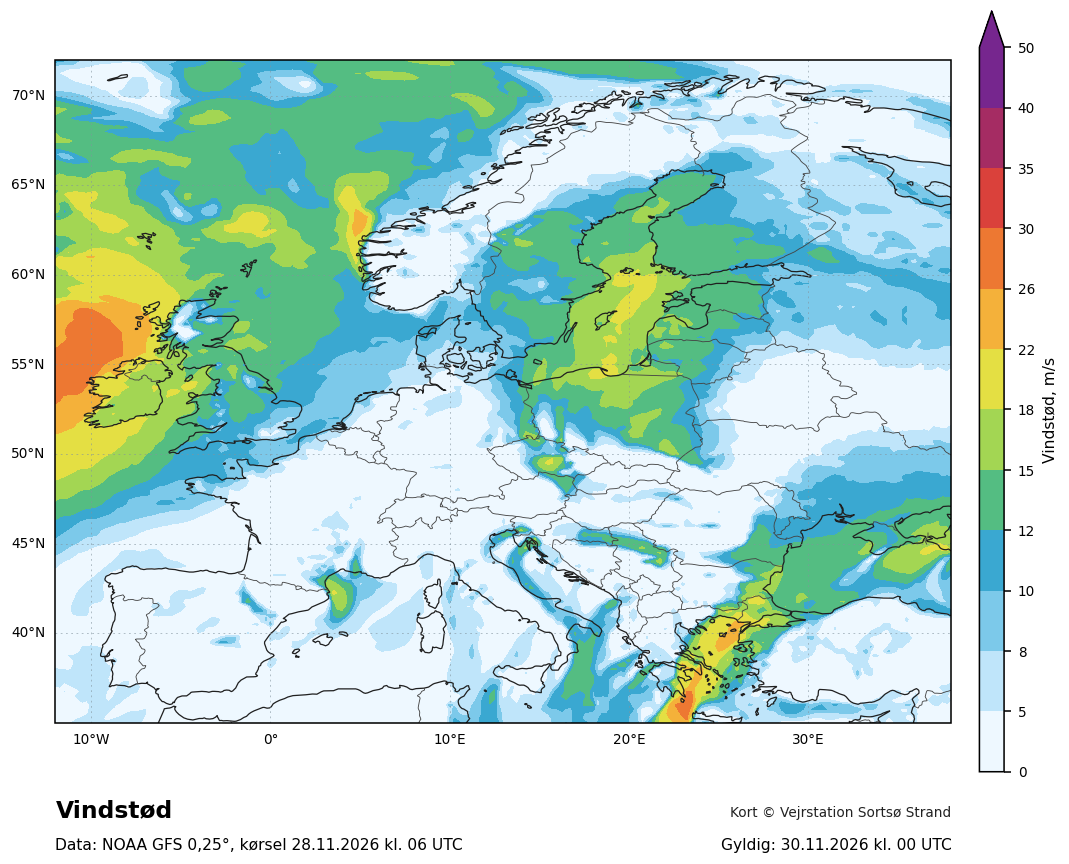 70°N
65°N
60°N
55°N
50°N
45°N
40°N
10°W 0° 10°E 20°E 30°E
50
40
35
30
26
22
18
15
12
10
8
5
0
Vindstød, m/s
Vindstød
Kort © Vejrstation Sortsø Strand
Data: NOAA GFS 0,25°, kørsel 28.11.2026 kl. 06 UTC
Gyldig: 30.11.2026 kl. 00 UTC